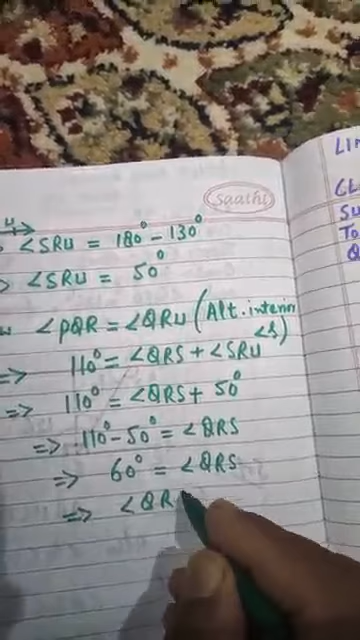 Saathi
U
∠SRU = 180° - 130°
⇒ ∠SRU = 50°
∠PQR = ∠QRU (Alt. interior ∠s)
⇒ 110° = ∠QRS + ∠SRU
⇒ 110° = ∠QRS + 50°
⇒ 110° - 50° = ∠QRS
⇒ 60° = ∠QRS
⇒ ∠QR